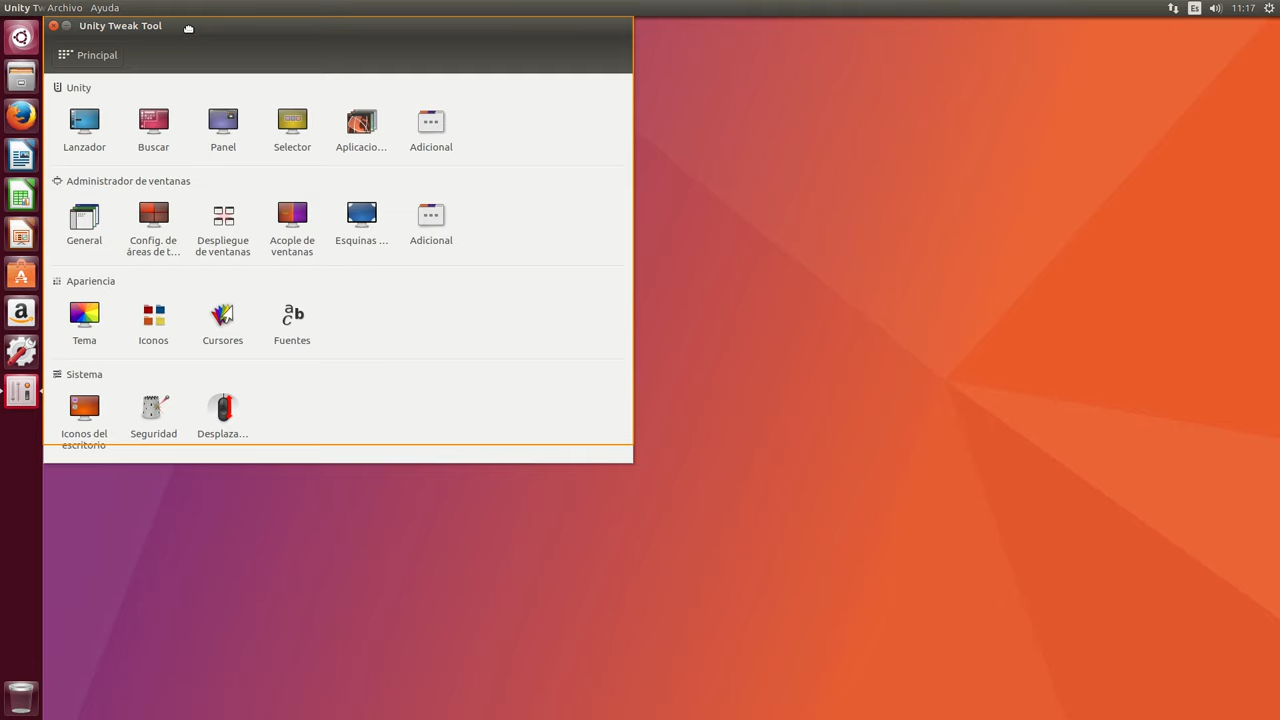 Unity Tw Archivo Ayuda
Es 11:17
Unity Tweak Tool
Principal
Unity
Lanzador Buscar Panel Selector Aplicacio... Adicional
Administrador de ventanas
General Config. de Despliegue Acople de Esquinas ... Adicional
áreas de t... de ventanas ventanas
Apariencia
Tema Iconos Cursores Fuentes
ab
c
Sistema
Iconos del Seguridad Desplaza...
escritorio
a